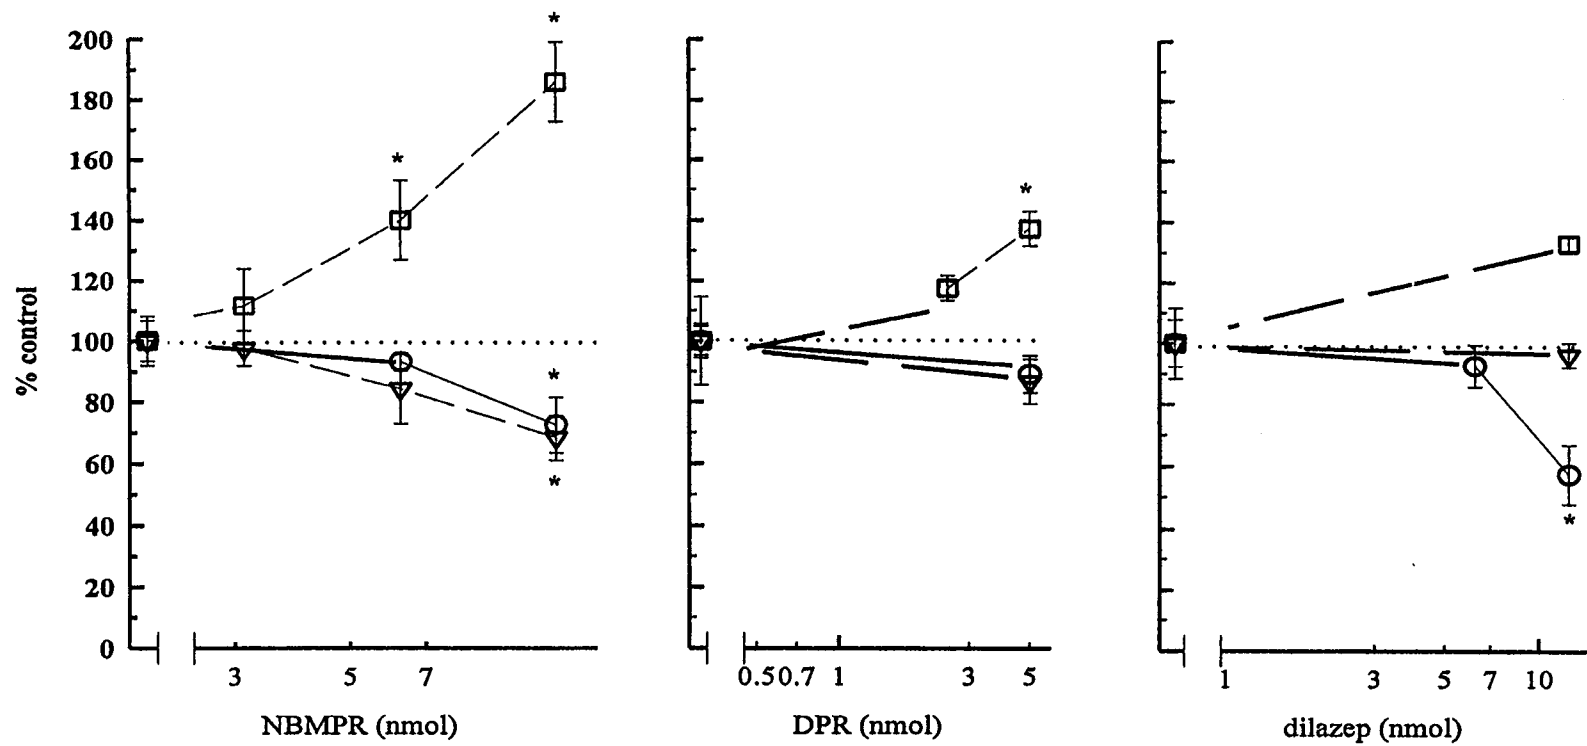 % control
200
180
160
140
120
100
80
60
40
20
0
*
*
*
*
3 5 7
NBMPR (nmol)
*
0.5 0.7 1 3 5
DPR (nmol)
*
1 3 5 7 10
dilazep (nmol)